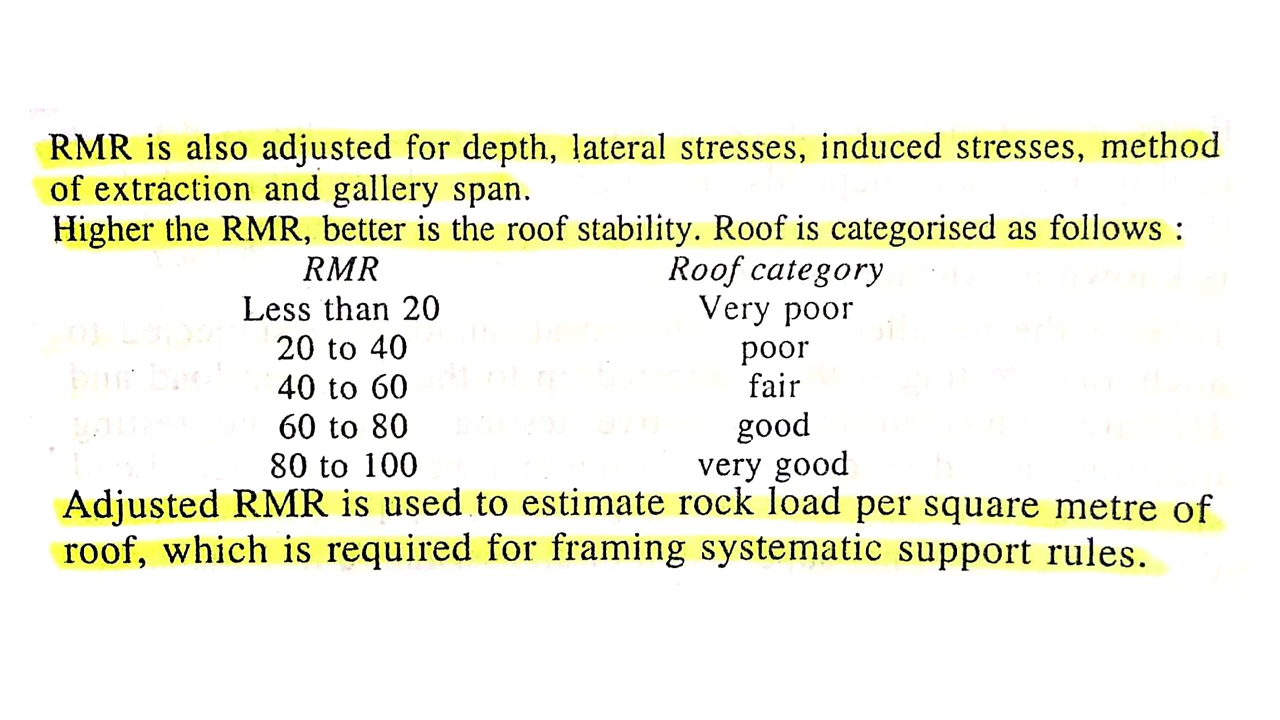 RMR is also adjusted for depth, lateral stresses, induced stresses, method
of extraction and gallery span.
Higher the RMR, better is the roof stability. Roof is categorised as follows :
RMR Roof category
Less than 20 Very poor
20 to 40 poor
40 to 60 fair
60 to 80 good
80 to 100 very good
Adjusted RMR is used to estimate rock load per square metre of
roof, which is required for framing systematic support rules.